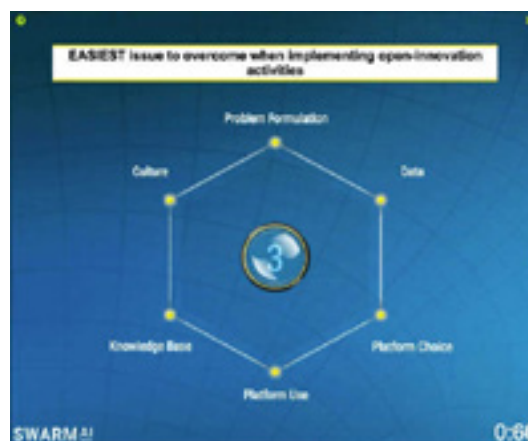 EASIEST issue to overcome when implementing open-innovation
activities
Problem Formulation
Culture
Data
3
Knowledge Base
Platform Choice
Platform Use
SWARM AI